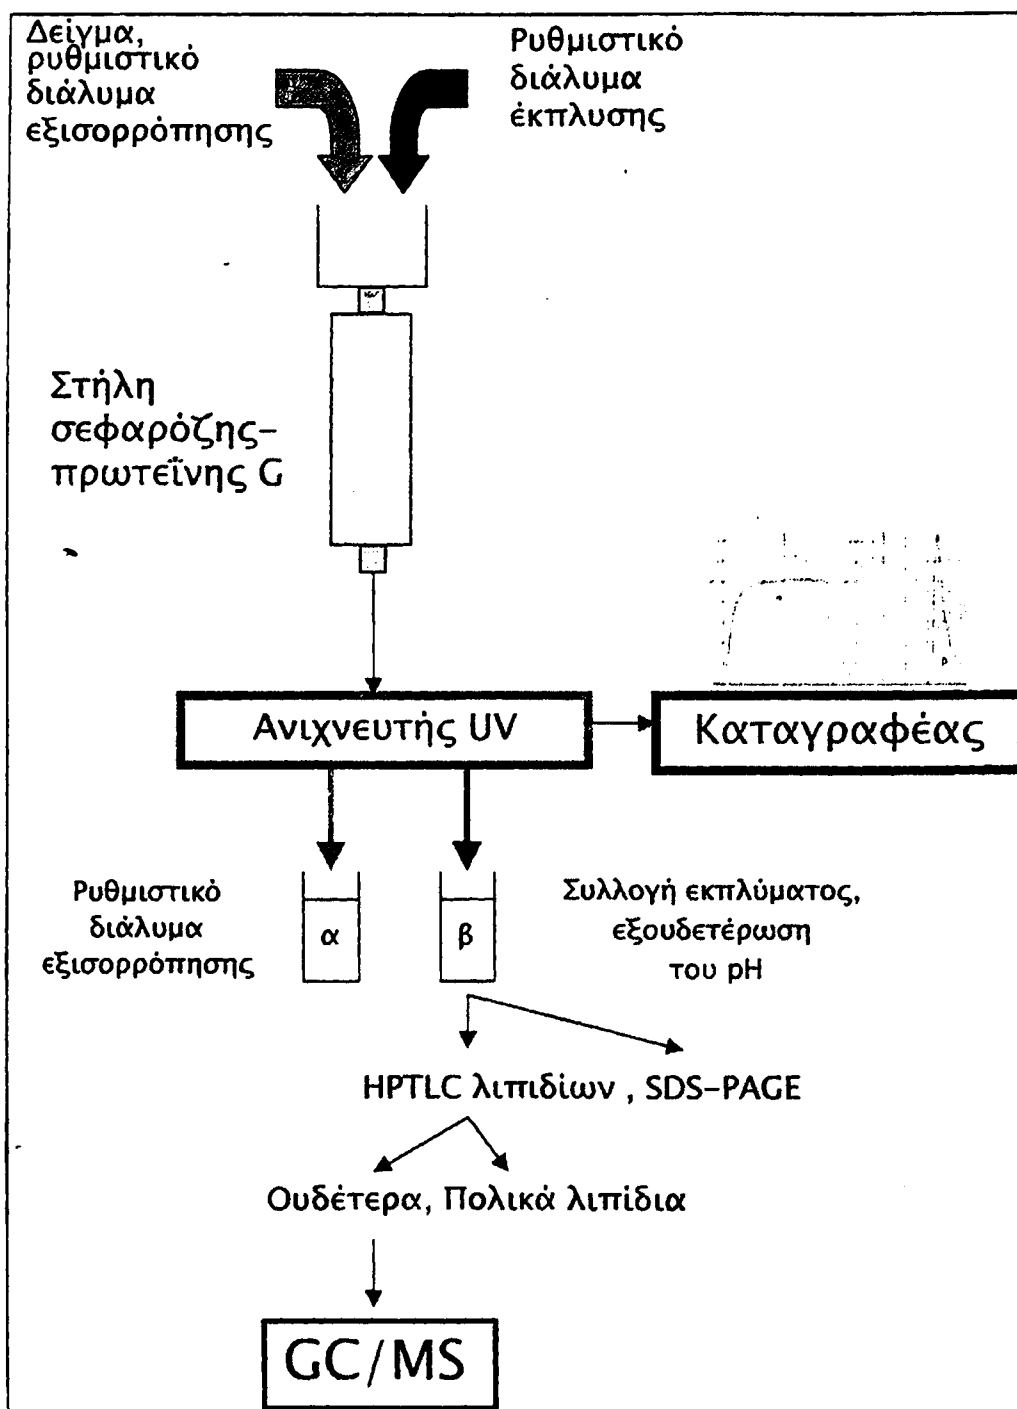 Δείγμα,
ρυθμιστικό
διάλυμα
εξισορρόπησης
Ρυθμιστικό
διάλυμα
έκπλυσης
Στήλη
σεφαρόζης-
πρωτεΐνης G
Ανιχνευτής UV
Καταγραφέας
Ρυθμιστικό
διάλυμα
εξισορρόπησης
α
β
Συλλογή εκπλύματος,
εξουδετέρωση
του pH
HPTLC λιπιδίων , SDS-PAGE
Ουδέτερα, Πολικά λιπίδια
GC/MS